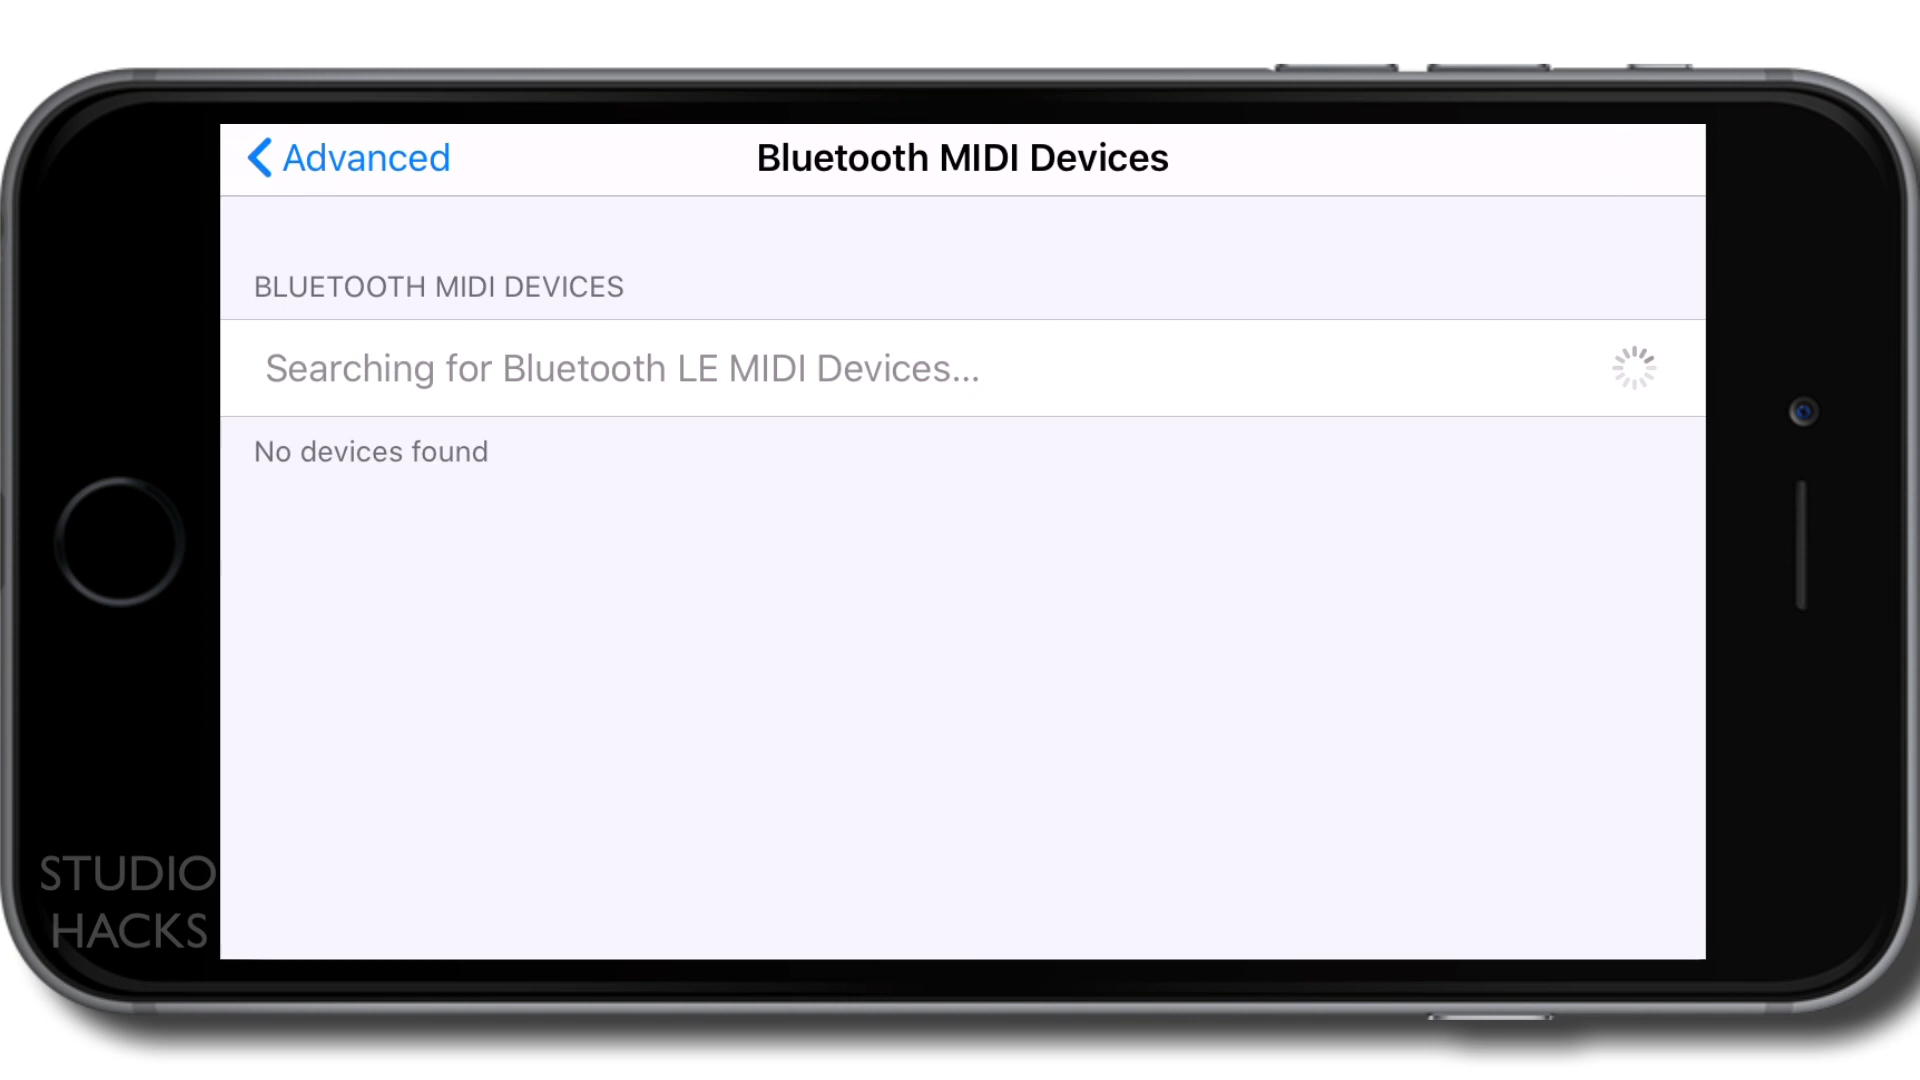 Advanced
Bluetooth MIDI Devices
BLUETOOTH MIDI DEVICES
Searching for Bluetooth LE MIDI Devices...
No devices found
STUDIO
HACKS